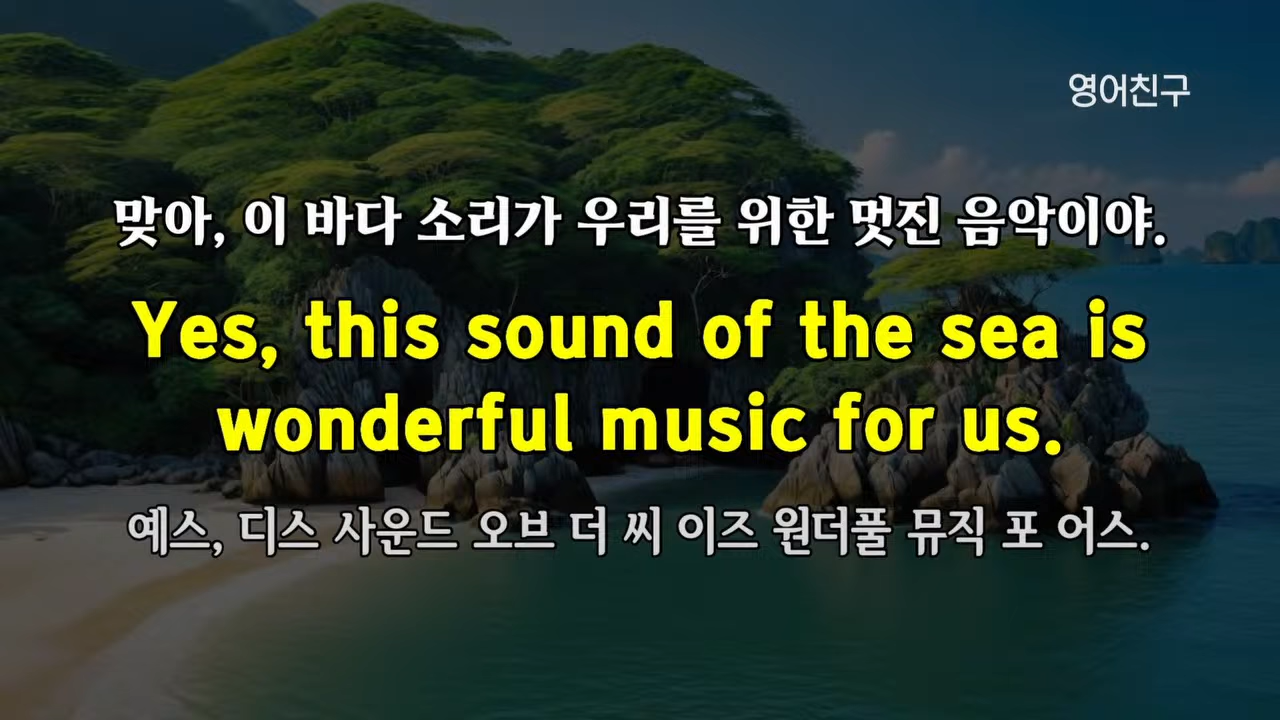 영어친구
맞아, 이 바다 소리가 우리를 위한 멋진 음악이야.
Yes, this sound of the sea is
wonderful music for us.
예스, 디스 사운드 오브 더 씨 이즈 원더풀 뮤직 포 어스.